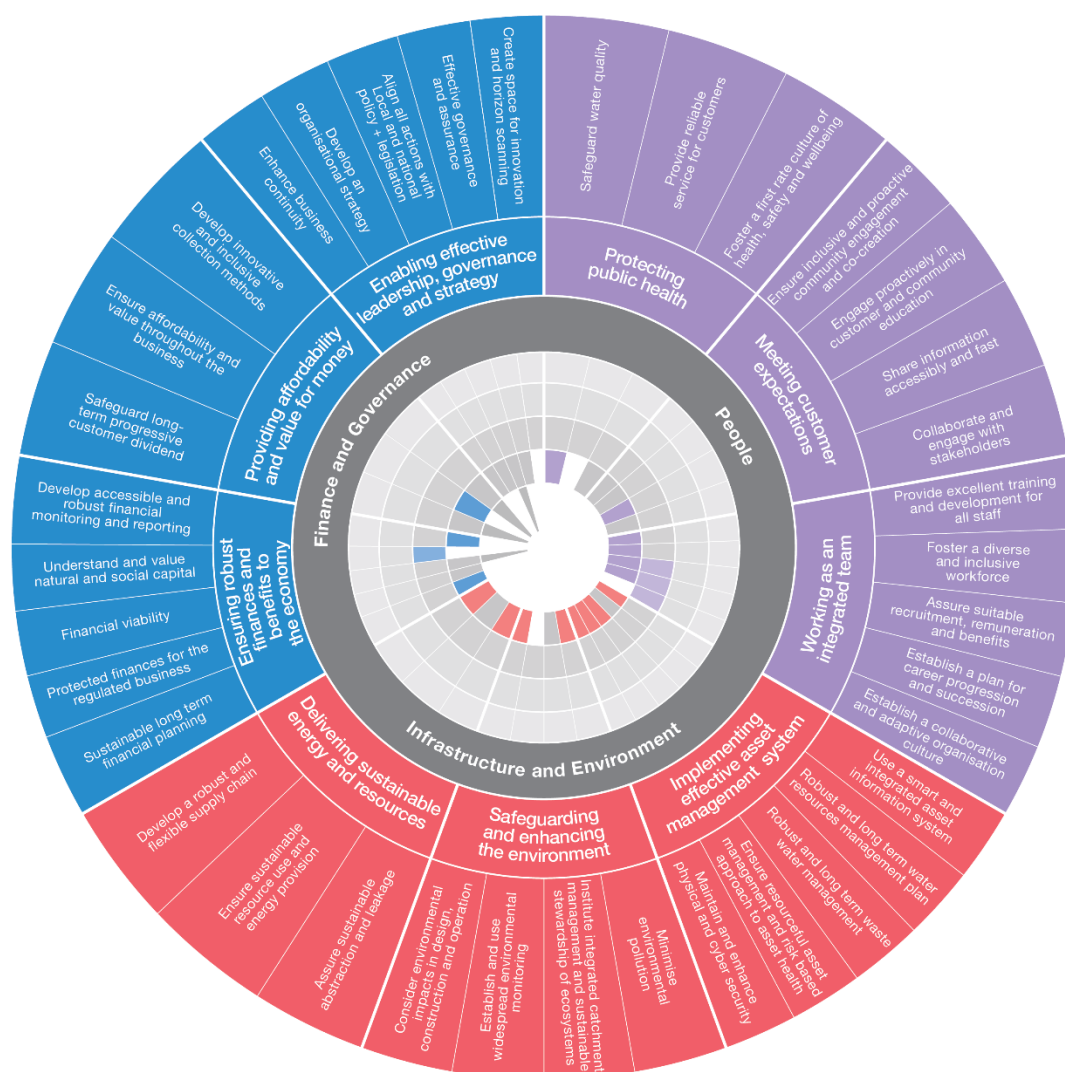 Create space for innovation
and horizon scanning
Effective governance
and assurance
Align all actions with
Local and national
policy + legislation
Develop an
organisational strategy
Enhance business
continuity
Enabling effective
leadership, governance
and strategy
Develop innovative
and inclusive
collection methods
Ensure affordability and
value throughout the
business
Safeguard long-
term progressive
customer dividend
Providing affordability
and value for money
Develop accessible and
robust financial
monitoring and reporting
Understand and value
natural and social capital
Financial viability
Protected finances for the
regulated business
Sustainable long term
financial planning
Ensuring robust
finances and
benefits to
the economy
Finance and Governance
Safeguard water quality
Provide reliable
service for customers
Foster a first rate culture of
health, safety and wellbeing
Protecting
public health
Ensure inclusive and proactive
community engagement
and co-creation
Engage proactively in
customer and community
education
Share information
accessibly and fast
Collaborate and
engage with
stakeholders
Meeting customer
expectations
Provide excellent training
and development for
all staff
Foster a diverse
and inclusive
workforce
Assure suitable
recruitment, remuneration
and benefits
Establish a plan for
career progression
and succession
Establish a collaborative
and adaptive organisation
culture
Working as an
integrated team
People
Use a smart and
integrated asset
information system
Robust and long term water
resources management plan
Robust and long term waste
water management
Ensure resourceful asset
management and risk based
approach to asset health
Maintain and enhance
physical and cyber security
Implementing
effective asset
management system
Minimise
environmental
pollution
Institute integrated catchment
management and sustainable
stewardship of ecosystems
Establish and use
widespread environmental
monitoring
Consider environmental
impacts in design,
construction and operation
Safeguarding
and enhancing
the environment
Assure sustainable
abstraction and leakage
Ensure sustainable
resource use and
energy provision
Develop a robust and
flexible supply chain
Delivering sustainable
energy and resources
Infrastructure and Environment